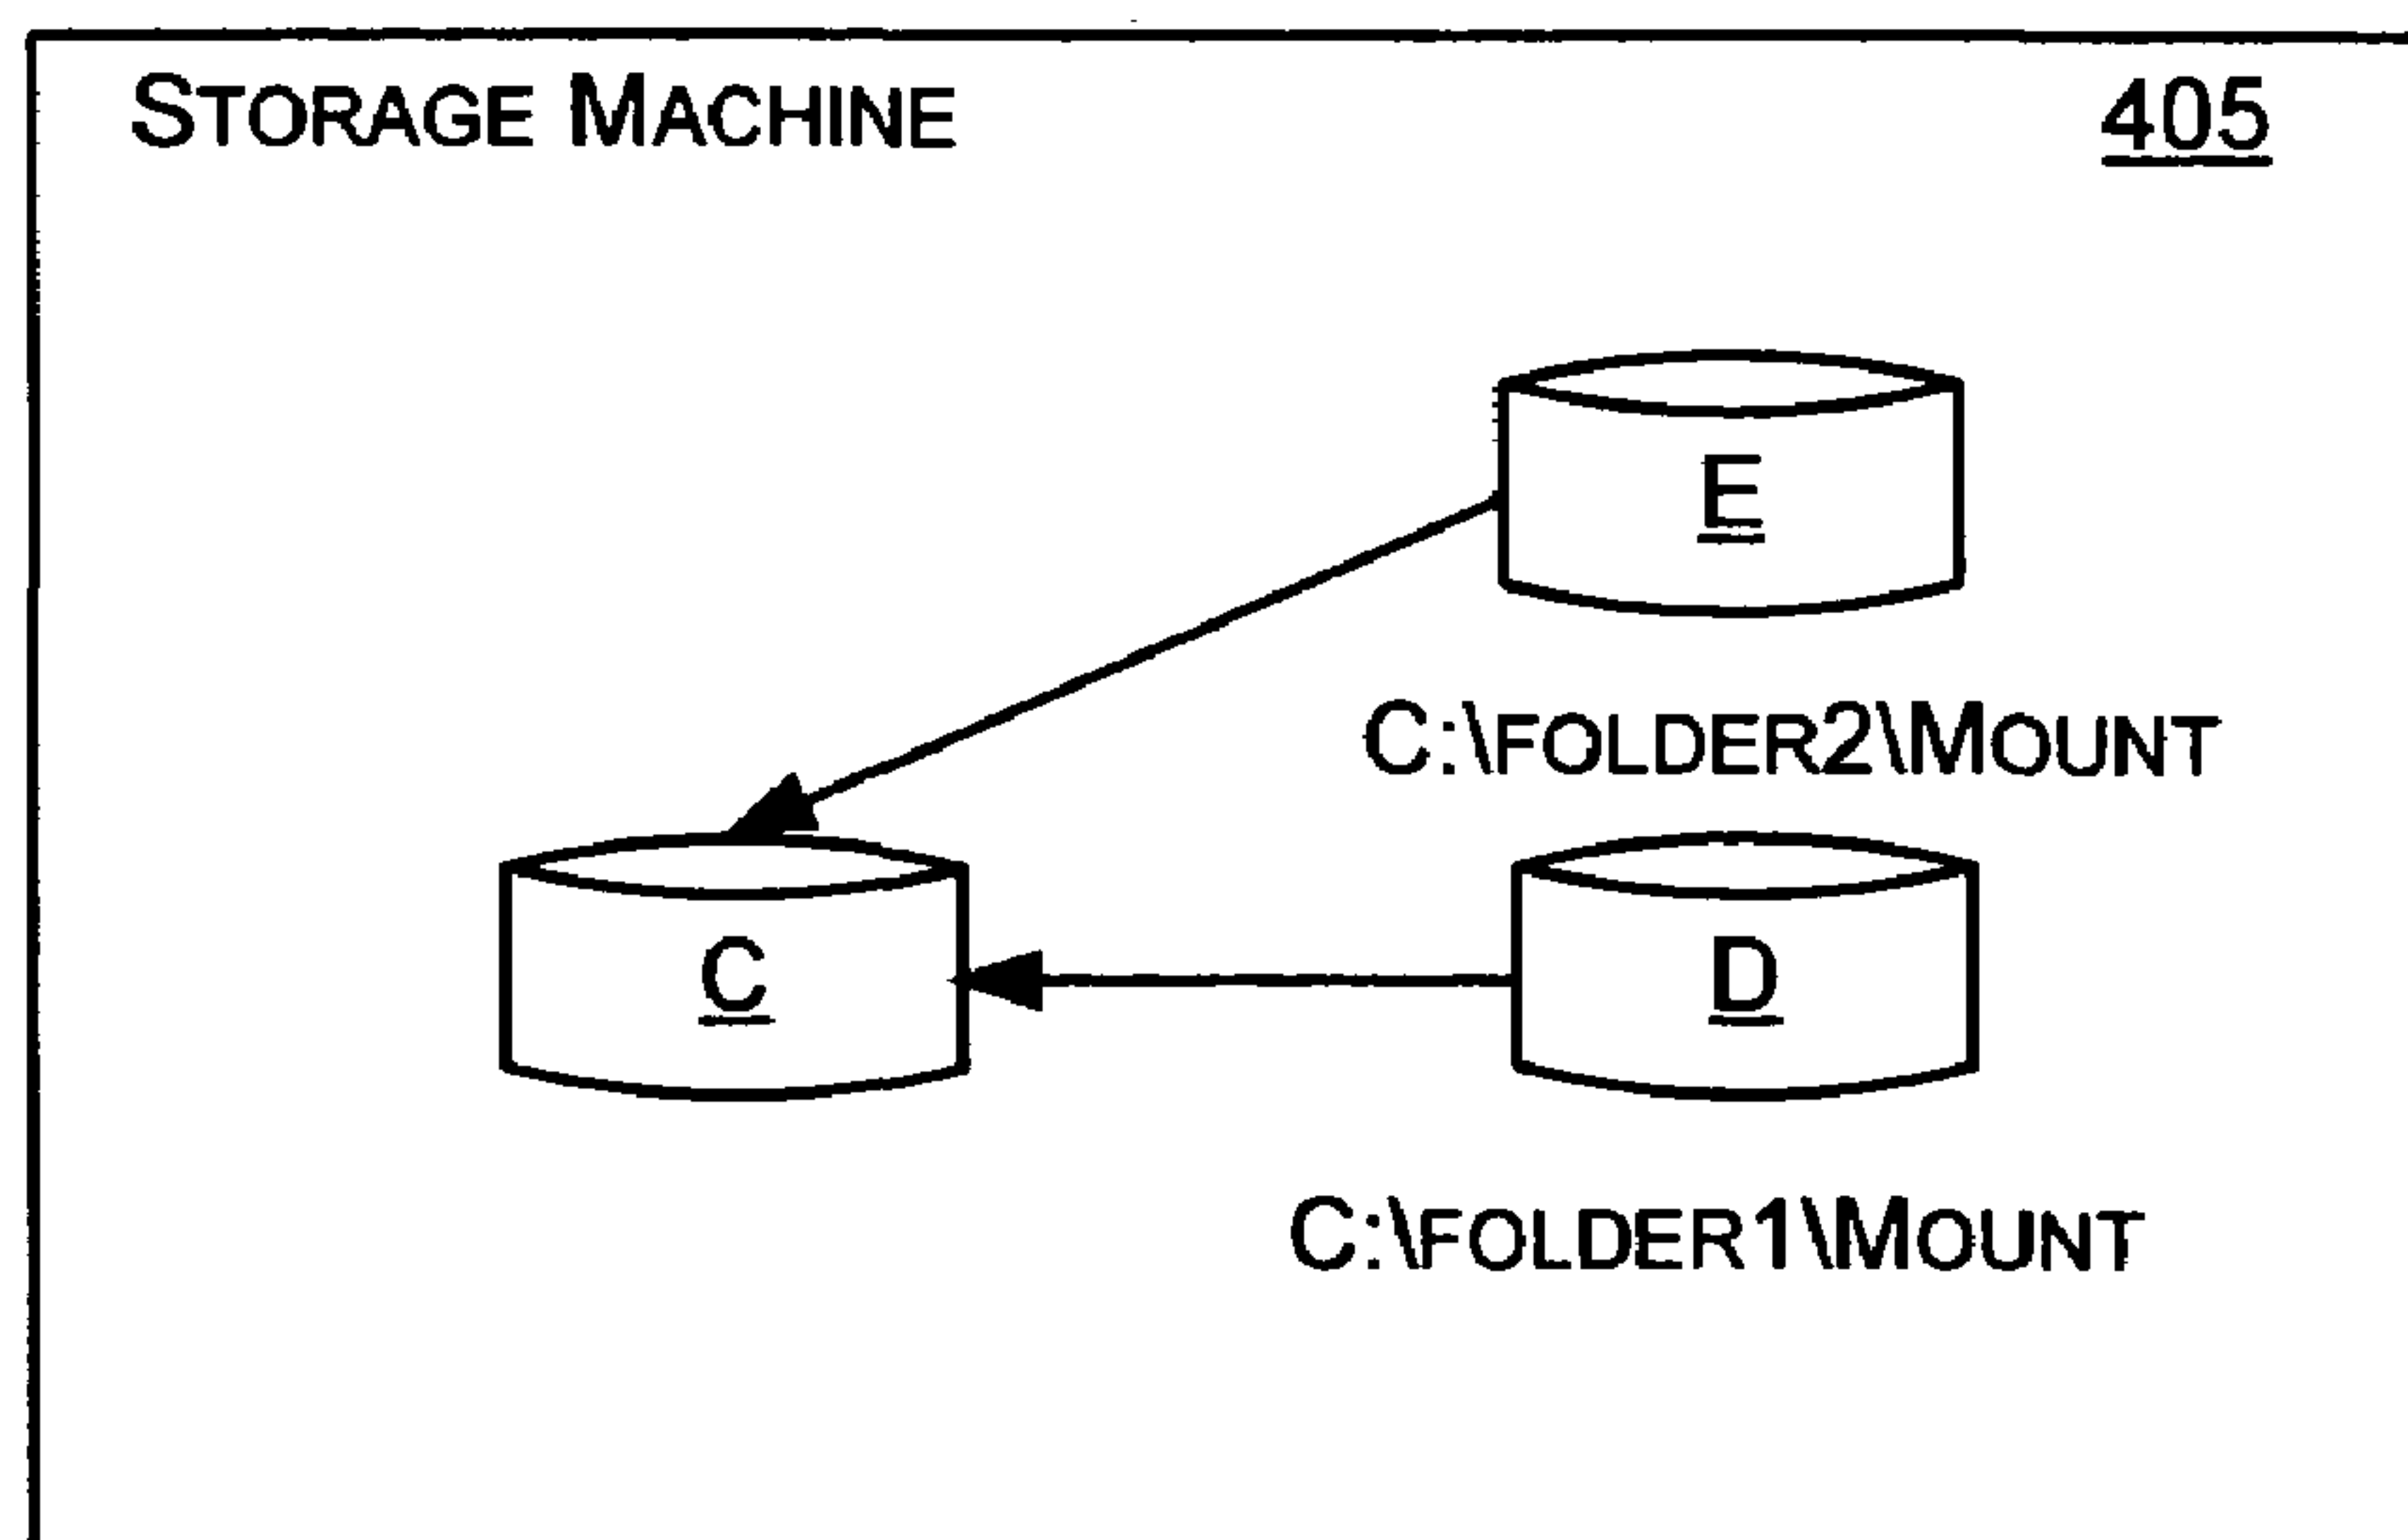 STORAGE MACHINE 405
E
C:\FOLDER2\MOUNT
C D
C:\FOLDER1\MOUNT